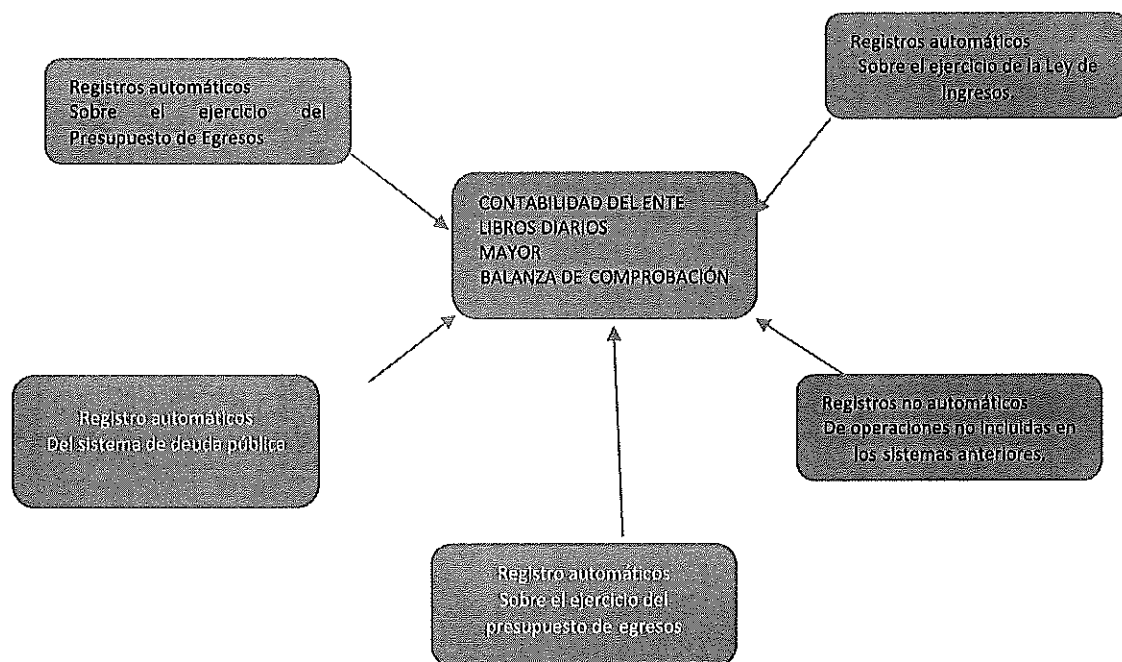 Registros automáticos
Sobre el ejercicio de la Ley de
Ingresos.
Registros automáticos
Sobre el ejercicio del
Presupuesto de Egresos
CONTABILIDAD DEL ENTE
LIBROS DIARIOS
MAYOR
BALANZA DE COMPROBACIÓN
Registro automáticos
Del sistema de deuda pública
Registros no automáticos
De operaciones no incluidas en
los sistemas anteriores.
Registro automáticos
Sobre el ejercicio del
presupuesto de egresos